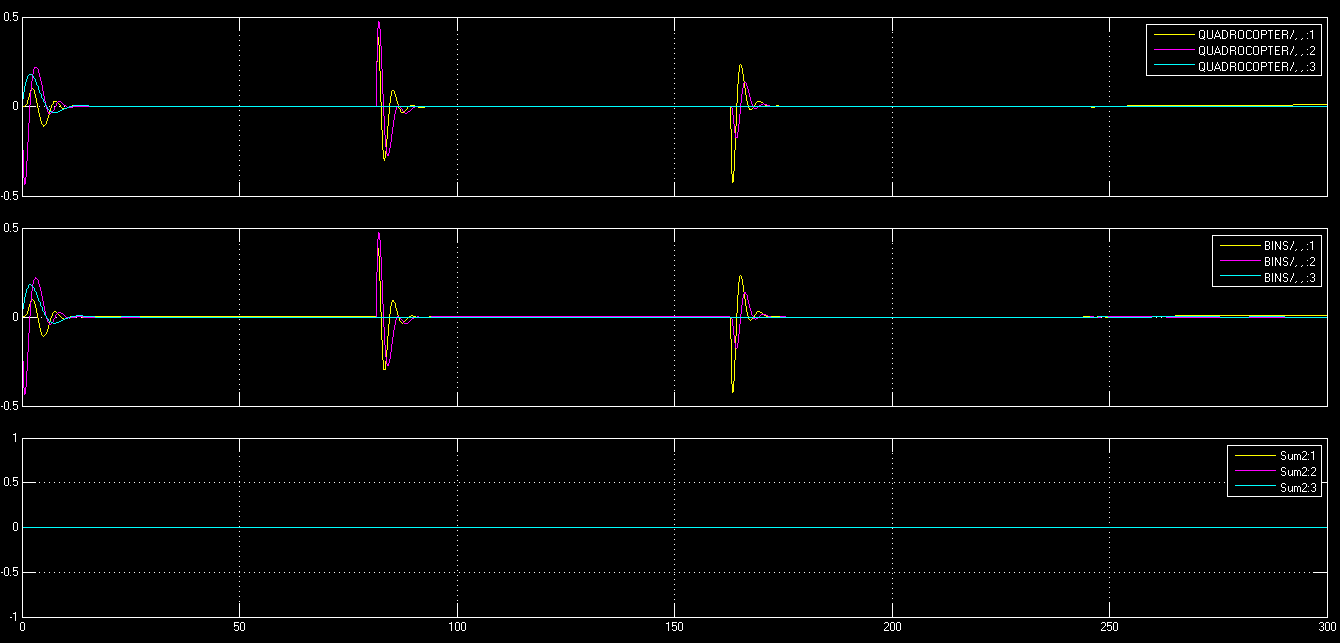 0.5
QUADROCOPTER/, , :1
QUADROCOPTER/, , :2
QUADROCOPTER/, , :3
0
-0.5
0.5
BINS/, , :1
BINS/, , :2
BINS/, , :3
0
-0.5
1
Sum2:1
Sum2:2
Sum2:3
0.5
0
-0.5
-1
0 50 100 150 200 250 300